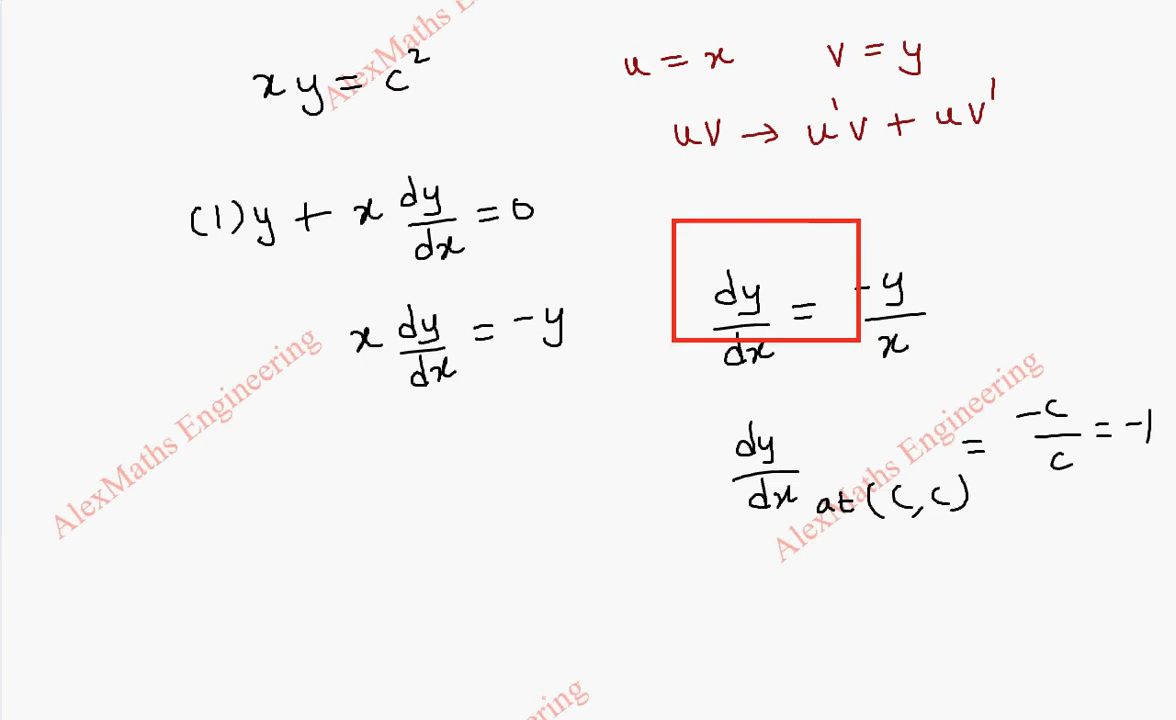 xy = c²
u = x v = y
uv → u'v + uv'
(1)y + x dy/dx = 0
x dy/dx = -y
dy/dx = -y/x
dy/dx at (c,c) = -c/c = -1
AlexMaths Engineering
AlexMaths Engineering
AlexMaths E
ering